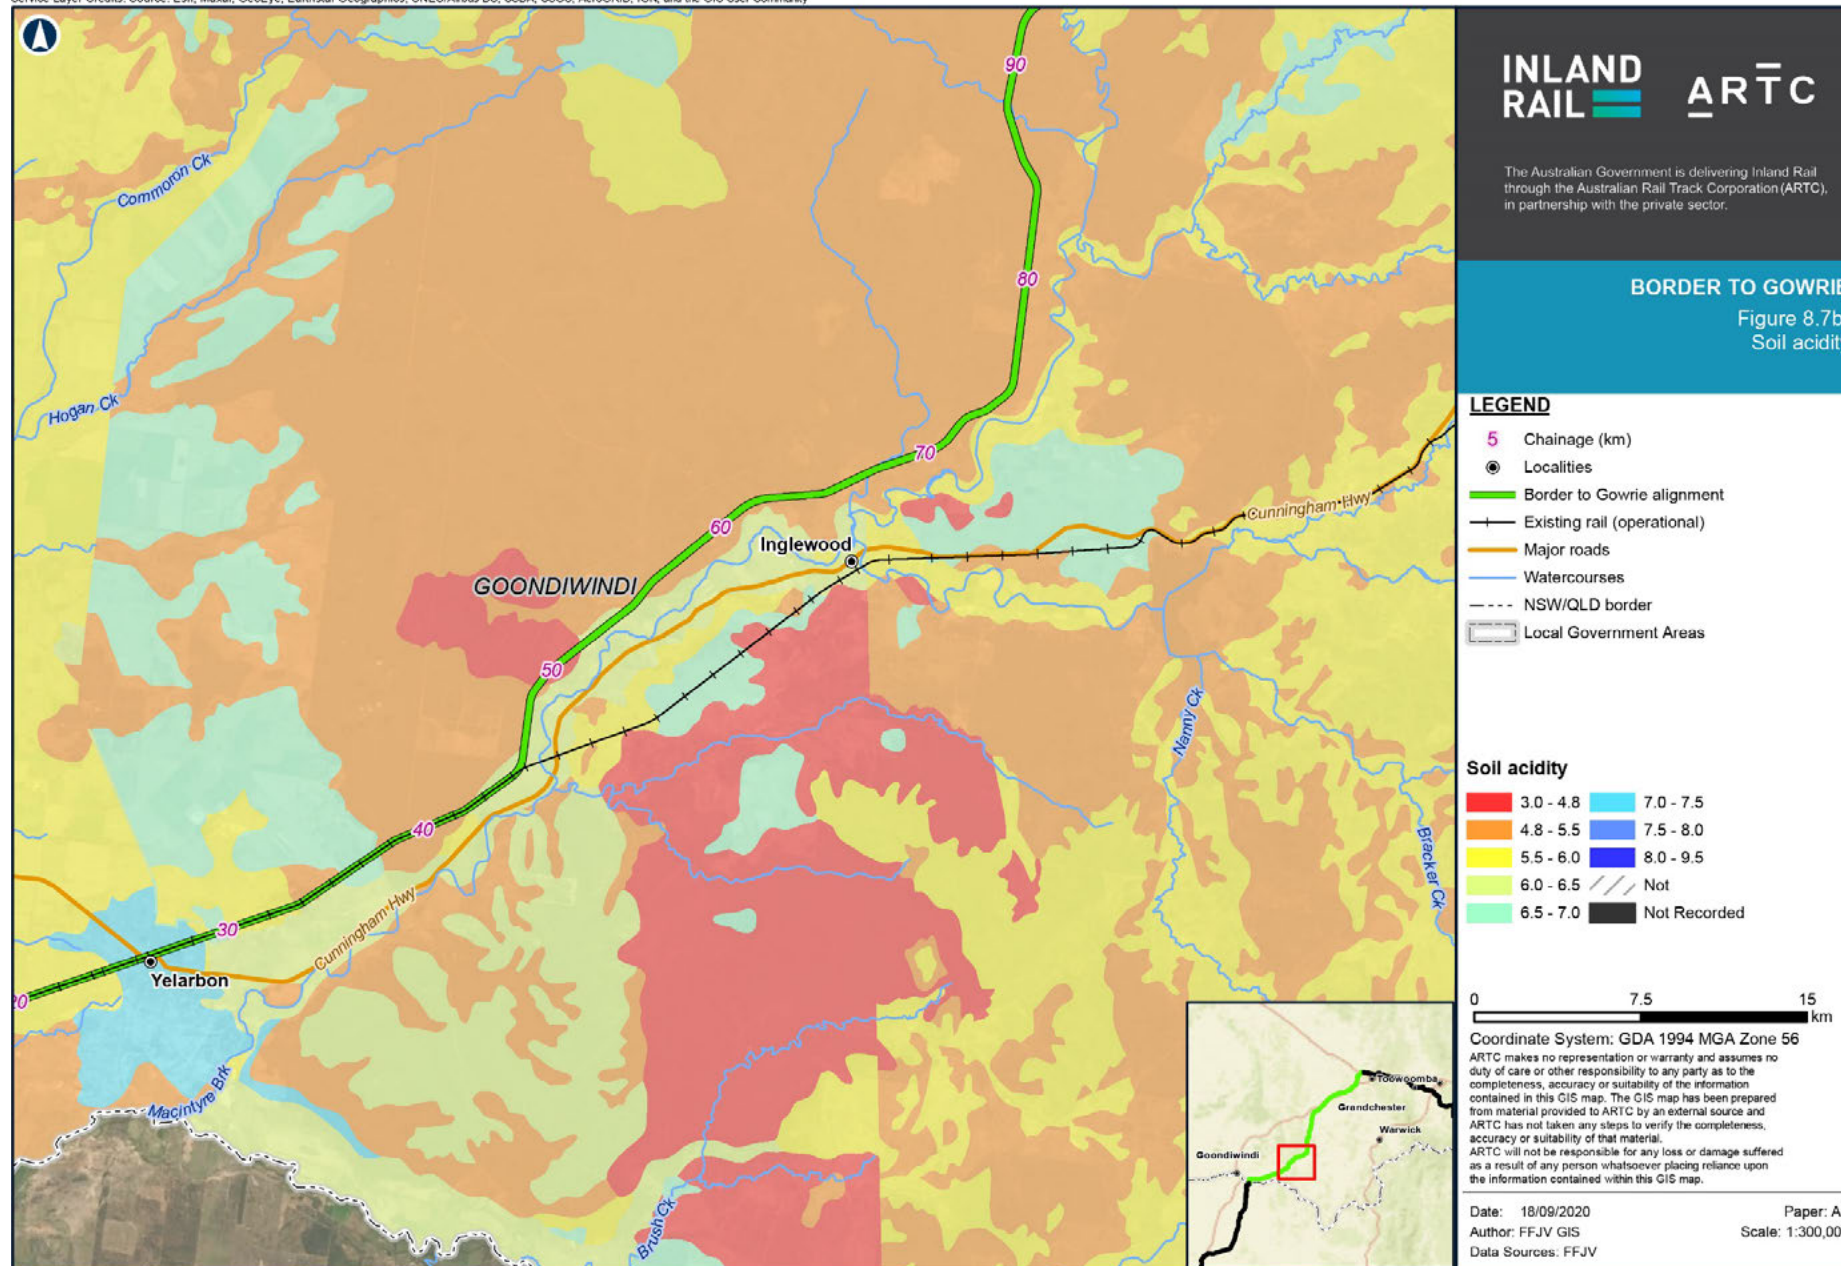 INLAND
RAIL
ARTC
The Australian Government is delivering Inland Rail
through the Australian Rail Track Corporation (ARTC),
in partnership with the private sector.
BORDER TO GOWRIE
Figure 8.7b
Soil acidity
LEGEND
5 Chainage (km)
Localities
Border to Gowrie alignment
Existing rail (operational)
Major roads
Watercourses
NSW/QLD border
Local Government Areas
Soil acidity
3.0 - 4.8
4.8 - 5.5
5.5 - 6.0
6.0 - 6.5
6.5 - 7.0
7.0 - 7.5
7.5 - 8.0
8.0 - 9.5
Not
Not Recorded
0 7.5 15
km
Coordinate System: GDA 1994 MGA Zone 56
ARTC makes no representation or warranty and assumes no
duty of care or other responsibility to any party as to the
completeness, accuracy or suitability of the information
contained in this GIS map. The GIS map has been prepared
from material provided to ARTC by an external source and
ARTC has not taken any steps to verify the completeness,
accuracy or suitability of that material.
ARTC will not be responsible for any loss or damage suffered
as a result of any person whatsoever placing reliance upon
the information contained within this GIS map.
Date: 18/09/2020 Paper: A
Author: FFJV GIS Scale: 1:300,00
Data Sources: FFJV
90
Commoron Ck
80
Hogan Ck
70
Cunningham Hwy
60
Inglewood
GOONDIWINDI
50
Nanny Ck
40
Bracker Ck
Cunningham Hwy
30
Yelarbon
20
Macintyre Brk
Brush Ck
Toowoomba
Grandchester
Warwick
Goondiwindi